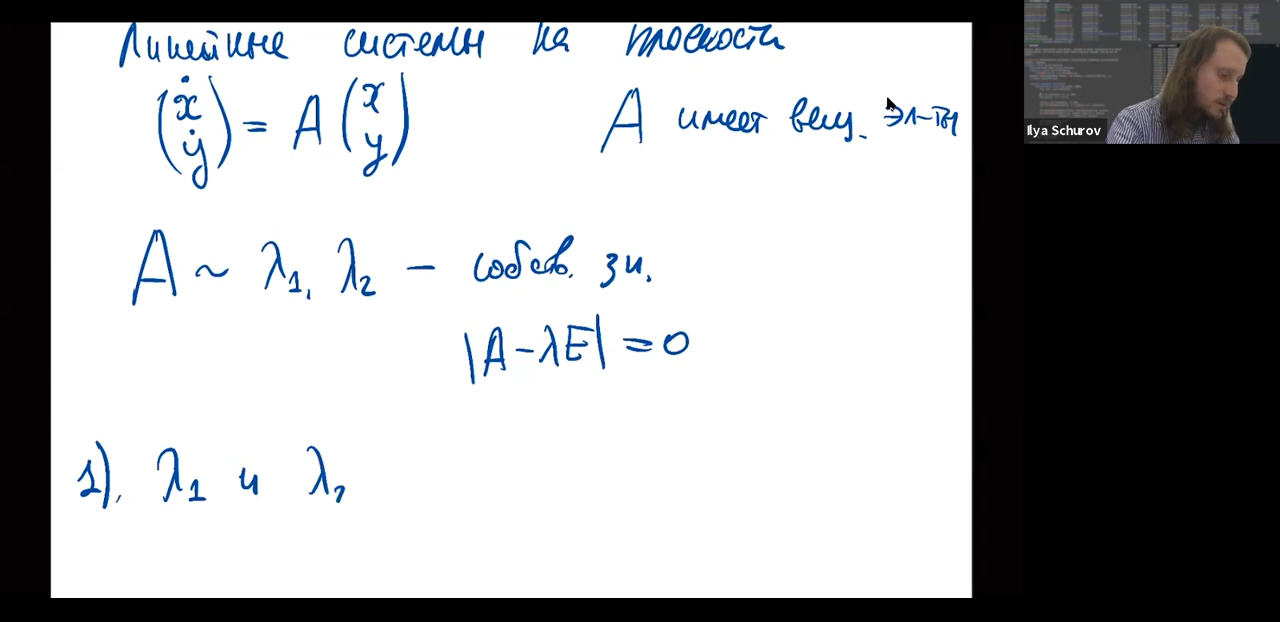 Линейные системы на плоскости
(ẋ ẏ) = A (x y)
A имеет вещ. эл-ты
A ~ λ₁, λ₂ – собств. зн.
|A - λE| = 0
1). λ₁ и λ₂
Ilya Schurov